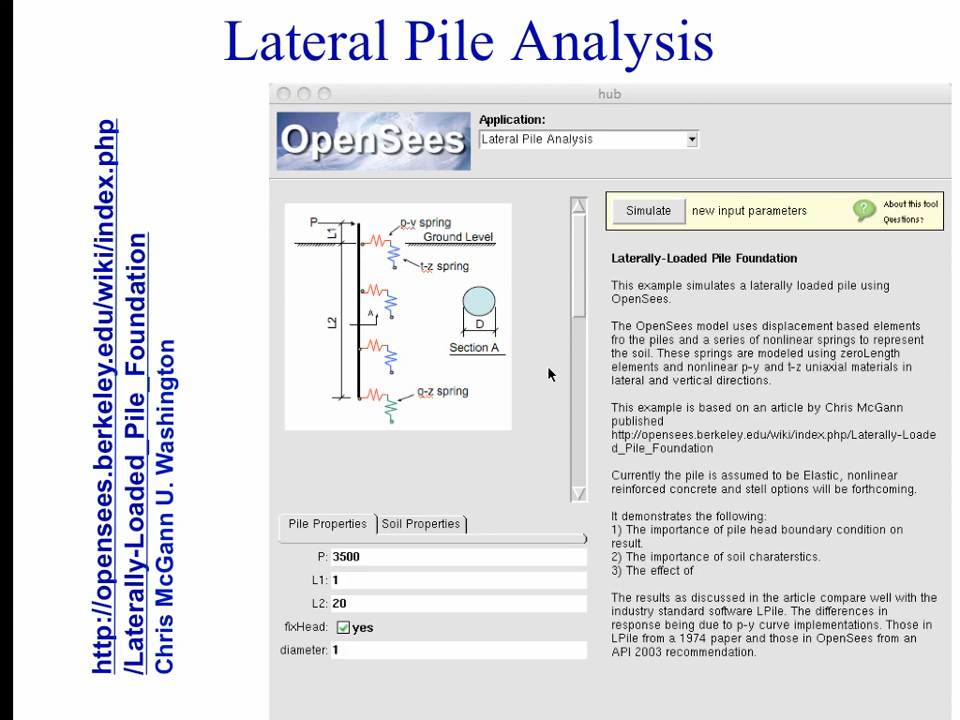 Lateral Pile Analysis
http://opensees.berkeley.edu/wiki/index.php
/Laterally-Loaded_Pile_Foundation
Chris McGann U. Washington
hub
OpenSees
Application:
Lateral Pile Analysis
P
L1
p-y spring
Ground Level
t-z spring
L2
A
D
Section A
q-z spring
Simulate
new input parameters
About this tool
Questions?
Laterally-Loaded Pile Foundation
This example simulates a laterally loaded pile using
OpenSees.
The OpenSees model uses displacement based elements
fro the piles and a series of nonlinear springs to represent
the soil. These springs are modeled using zeroLength
elements and nonlinear p-y and t-z uniaxial materials in
lateral and vertical directions.
This example is based on an article by Chris McGann
published
http://opensees.berkeley.edu/wiki/index.php/Laterally-Loade
d_Pile_Foundation
Currently the pile is assumed to be Elastic, nonlinear
reinforced concrete and stell options will be forthcoming.
It demonstrates the following:
1) The importance of pile head boundary condition on
result.
2) The importance of soil charaterstics.
3) The effect of
The results as discussed in the article compare well with the
industry standard software LPile. The differences in
response being due to p-y curve implementations. Those in
LPile from a 1974 paper and those in OpenSees from an
API 2003 recommendation.
Pile Properties
Soil Properties
P: 3500
L1: 1
L2: 20
fixHead: yes
diameter: 1